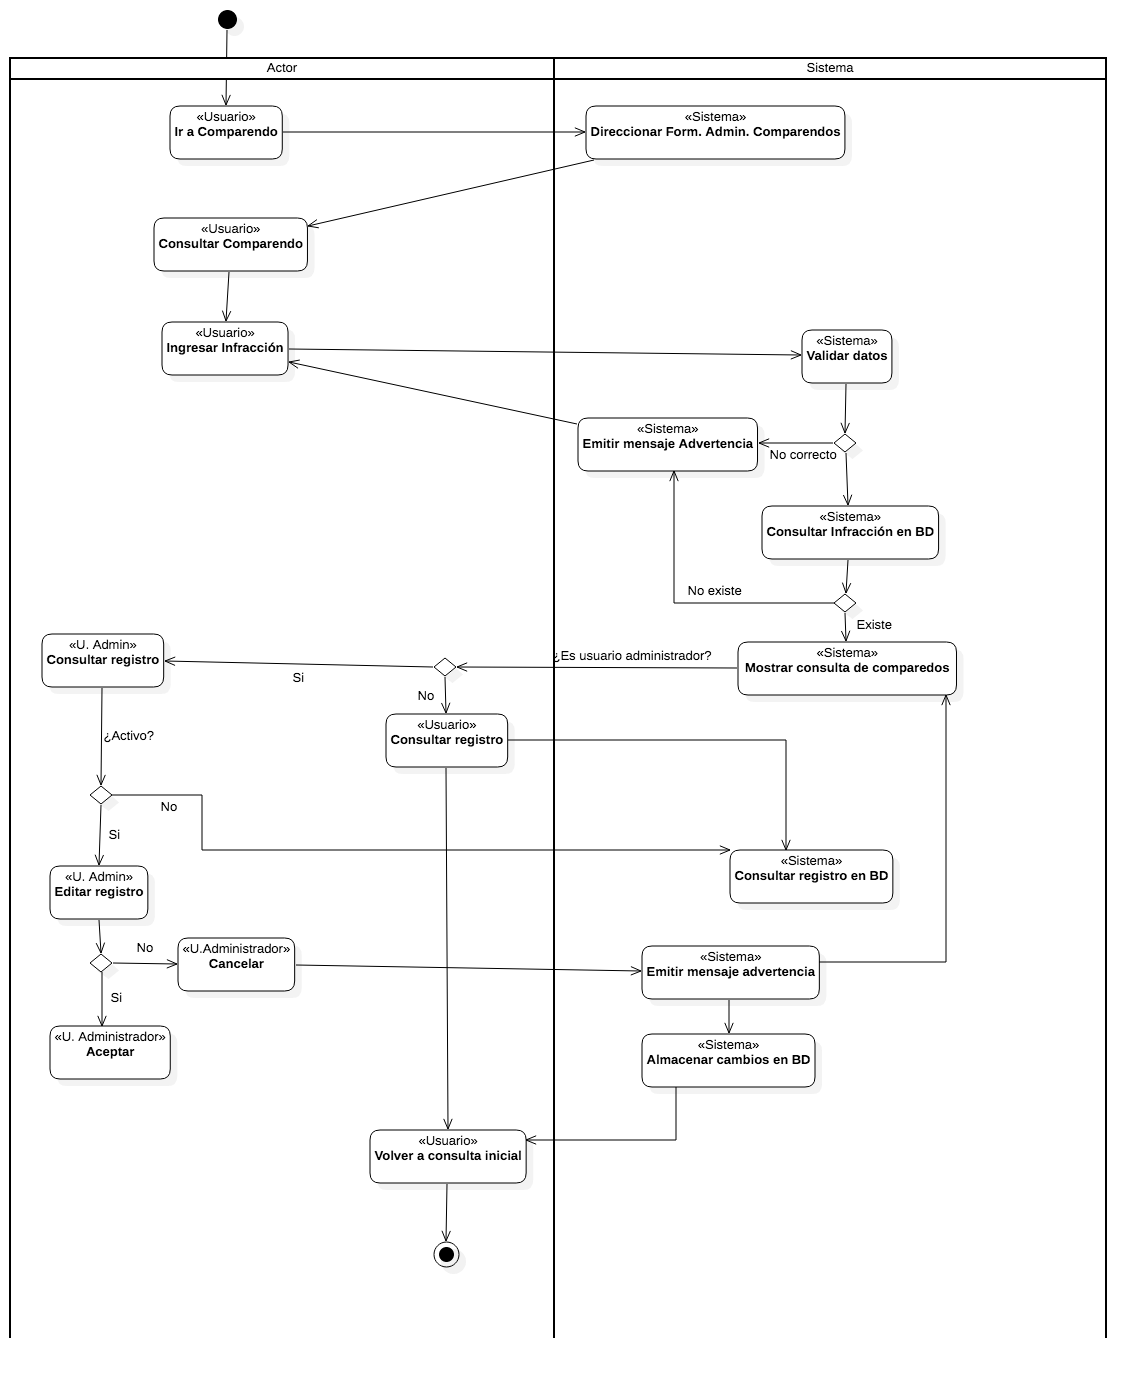 Actor
Sistema
«Usuario»
Ir a Comparendo
«Sistema»
Direccionar Form. Admin. Comparendos
«Usuario»
Consultar Comparendo
«Usuario»
Ingresar Infracción
«Sistema»
Validar datos
«Sistema»
Emitir mensaje Advertencia
No correcto
«Sistema»
Consultar Infracción en BD
No existe
Existe
«U. Admin»
Consultar registro
Si
¿Es usuario administrador?
«Sistema»
Mostrar consulta de comparedos
No
«Usuario»
Consultar registro
¿Activo?
No
Si
«Sistema»
Consultar registro en BD
«U. Admin»
Editar registro
No
«U.Administrador»
Cancelar
«Sistema»
Emitir mensaje advertencia
Si
«U. Administrador»
Aceptar
«Sistema»
Almacenar cambios en BD
«Usuario»
Volver a consulta inicial